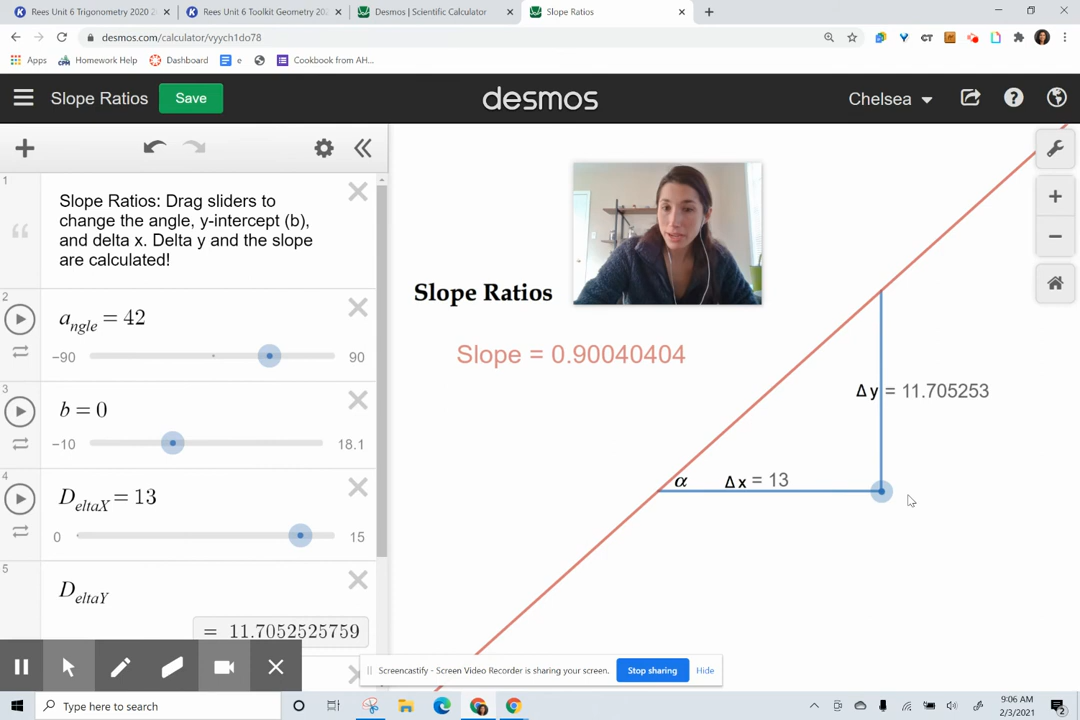 Rees Unit 6 Trigonometry 2020 2
Rees Unit 6 Toolkit Geometry 202
Desmos | Scientific Calculator
Slope Ratios
desmos.com/calculator/vyych1do78
Apps
CPM
Homework Help
Dashboard
e
Cookbook from AH...
Slope Ratios
Save
desmos
Chelsea
1
Slope Ratios: Drag sliders to
change the angle, y-intercept (b),
and delta x. Delta y and the slope
are calculated!
2
angle = 42
−90
90
3
b = 0
−10
18.1
4
DeltaX = 13
0
15
5
DeltaY
= 11.7052525759
Slope Ratios
Slope = 0.90040404
Δy = 11.705253
α
Δx = 13
Screencastify - Screen Video Recorder is sharing your screen.
Stop sharing
Hide
Type here to search
9:06 AM
2/3/2021
2